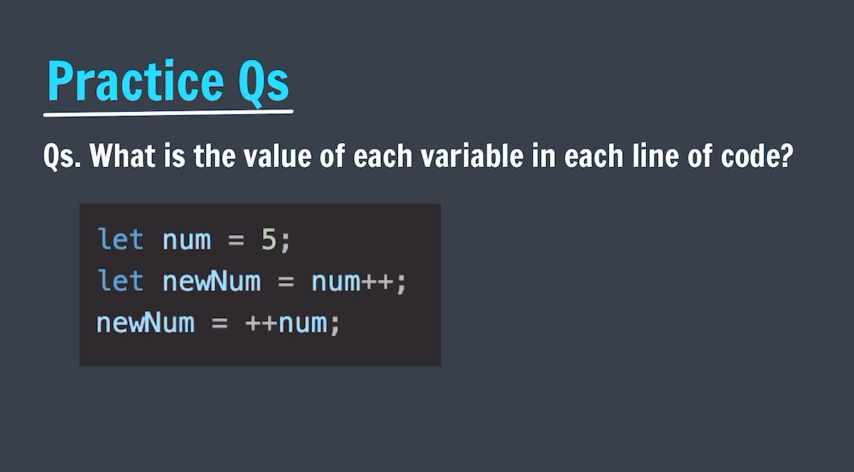 Practice Qs
Qs. What is the value of each variable in each line of code?
let num = 5;
let newNum = num++;
newNum = ++num;